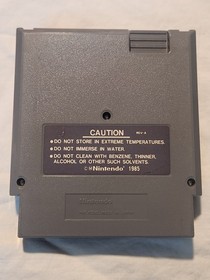 CAUTION
REV-A
● DO NOT STORE IN EXTREME TEMPERATURES.
● DO NOT IMMERSE IN WATER.
● DO NOT CLEAN WITH BENZENE, THINNER,
ALCOHOL OR OTHER SUCH SOLVENTS.
©®Nintendo® 1985